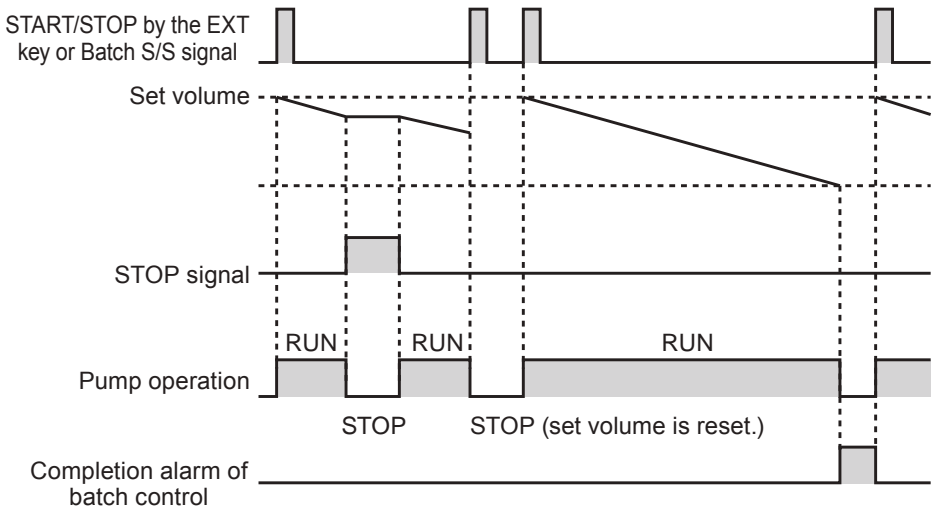 START/STOP by the EXT
key or Batch S/S signal
Set volume
STOP signal
RUN RUN RUN
Pump operation
STOP STOP (set volume is reset.)
Completion alarm of
batch control